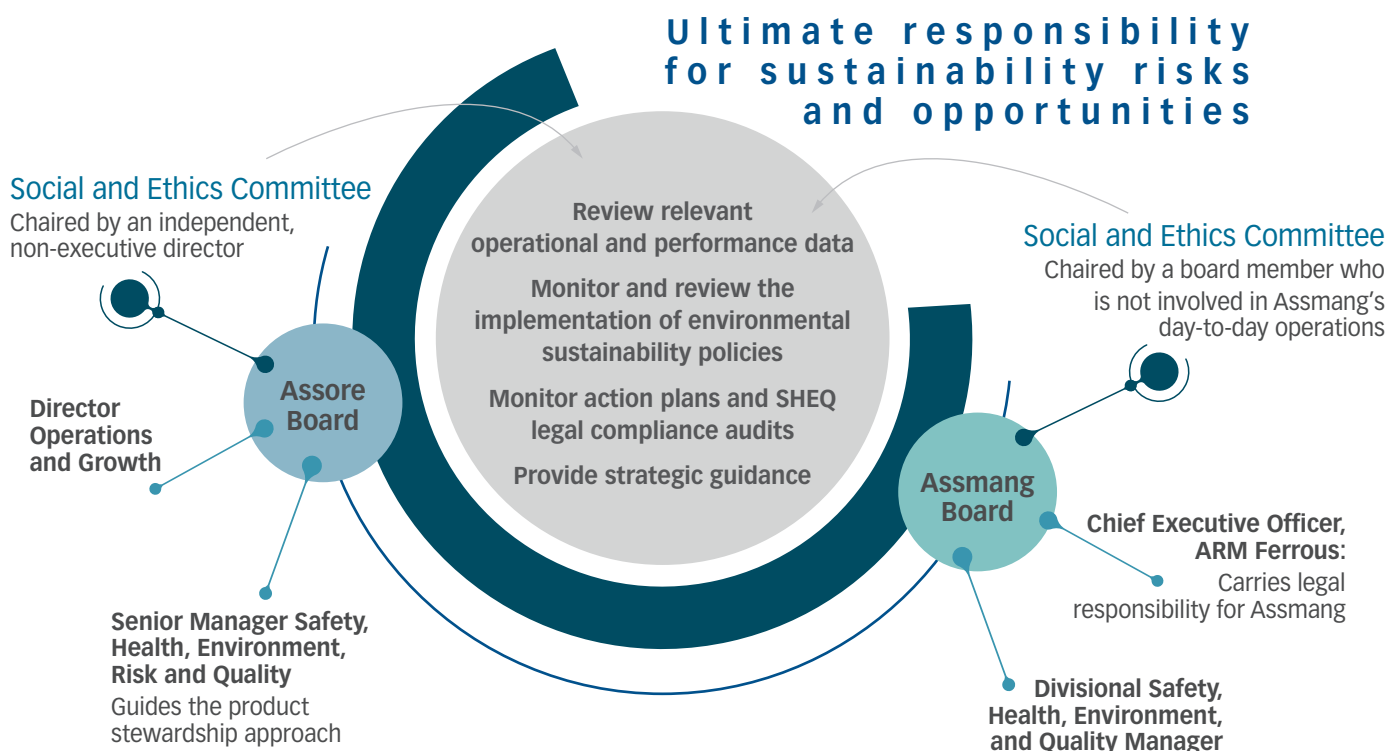 Ultimate responsibility
for sustainability risks
and opportunities
Social and Ethics Committee
Chaired by an independent,
non-executive director
Review relevant
operational and performance data
Monitor and review the
implementation of environmental
sustainability policies
Monitor action plans and SHEQ
legal compliance audits
Provide strategic guidance
Social and Ethics Committee
Chaired by a board member who
is not involved in Assmang’s
day-to-day operations
Assore
Board
Director
Operations
and Growth
Senior Manager Safety,
Health, Environment,
Risk and Quality
Guides the product
stewardship approach
Assmang
Board
Chief Executive Officer,
ARM Ferrous:
Carries legal
responsibility for Assmang
Divisional Safety,
Health, Environment,
and Quality Manager